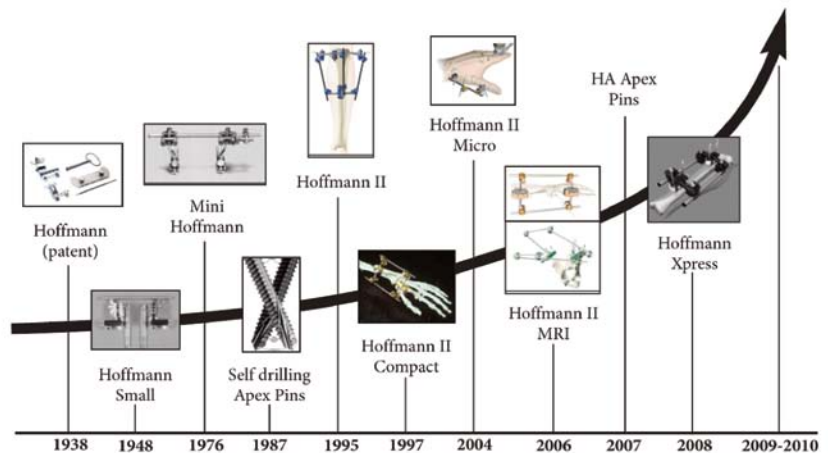 Hoffmann
(patent)
Hoffmann
Small
Mini
Hoffmann
Self drilling
Apex Pins
Hoffmann II
Hoffmann II
Compact
Hoffmann II
Micro
Hoffmann II
MRI
HA Apex
Pins
Hoffmann
Xpress
1938 1948 1976 1987 1995 1997 2004 2006 2007 2008 2009-2010